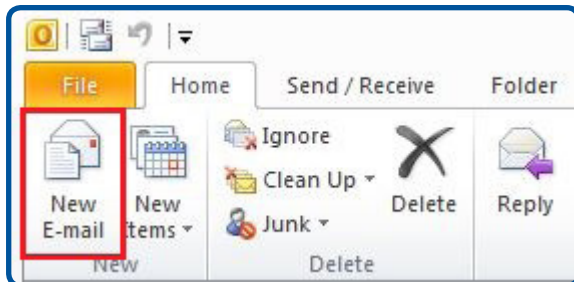 File Home Send / Receive Folder
Ignore
Clean Up
Junk
New E-mail
New Items
Delete
Reply
New Delete